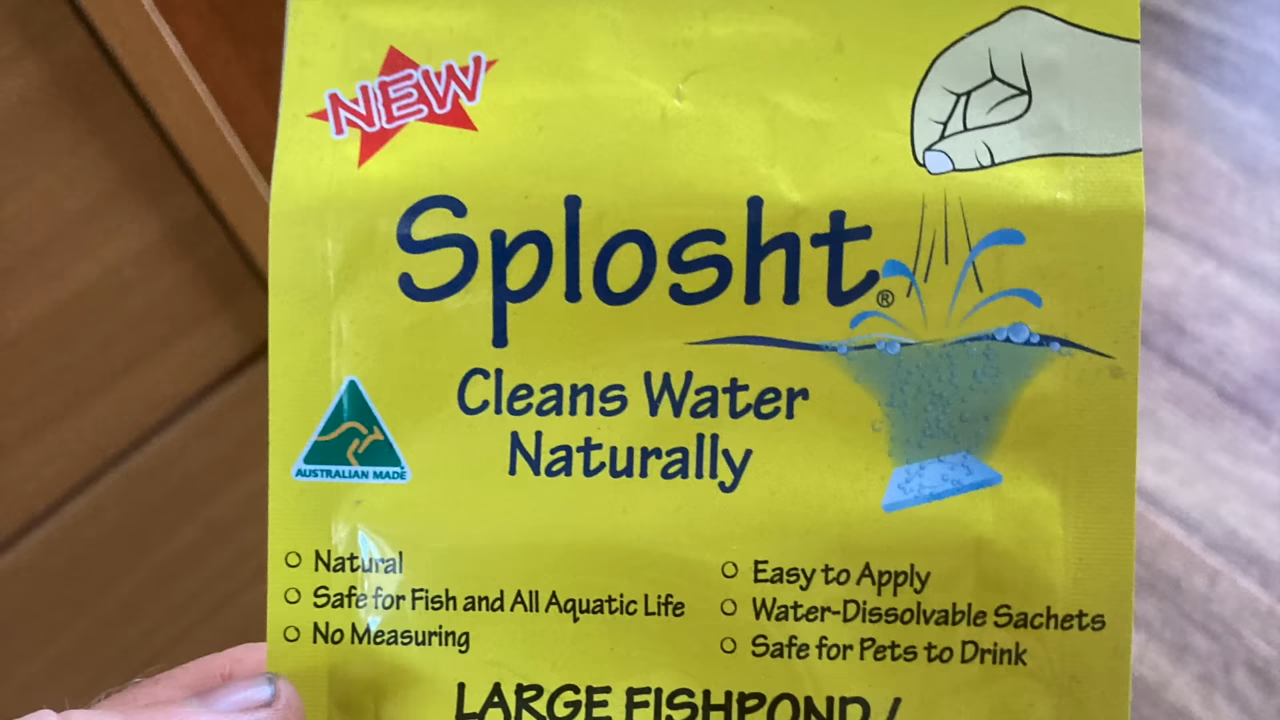 NEW
Splosht®
Cleans Water
Naturally
AUSTRALIAN MADE
Natural
Safe for Fish and All Aquatic Life
No Measuring
Easy to Apply
Water-Dissolvable Sachets
Safe for Pets to Drink
LARGE FISHPOND /